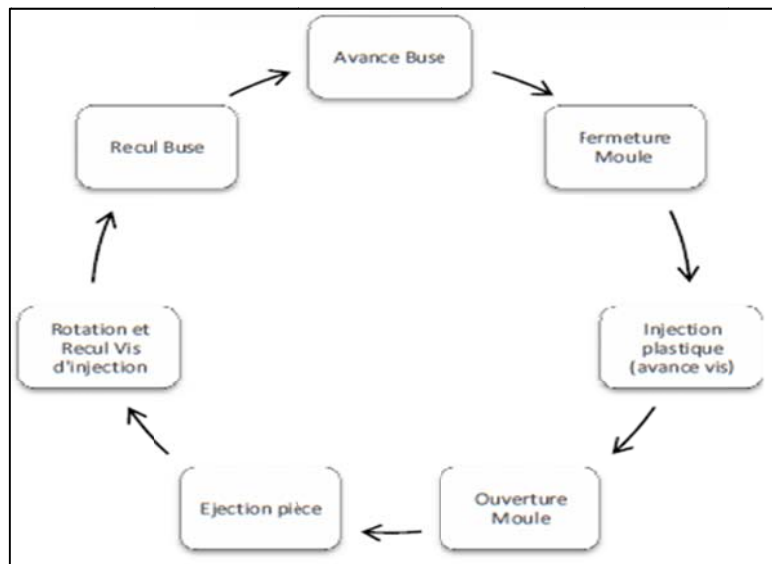 Avance Buse
Fermeture
Moule
Injection
plastique
(avance vis)
Ouverture
Moule
Ejection pièce
Rotation et
Recul Vis
d'injection
Recul Buse